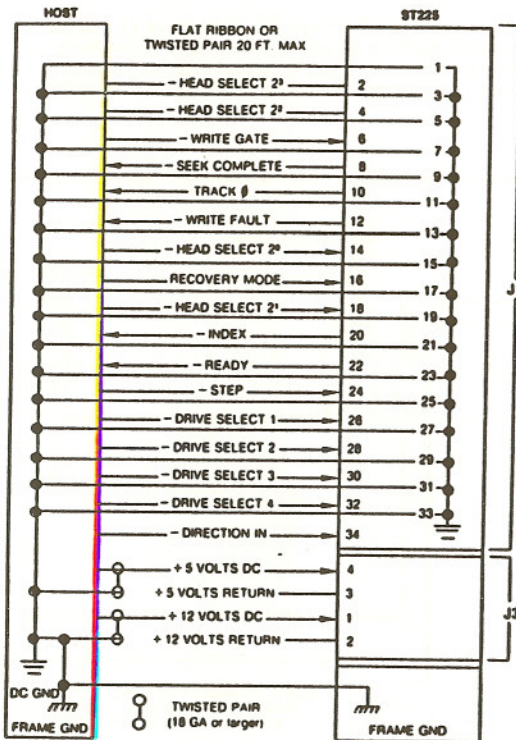 HOST
FLAT RIBBON OR
TWISTED PAIR 20 FT. MAX
ST225
1
– HEAD SELECT 2³ 2
3
– HEAD SELECT 2² 4
5
– WRITE GATE 6
7
– SEEK COMPLETE 8
9
TRACK 0̸ 10
11
– WRITE FAULT 12
13
– HEAD SELECT 2⁰ 14
15
RECOVERY MODE 16
17
– HEAD SELECT 2¹ 18
19
– INDEX 20
21
– READY 22
23
– STEP 24
25
– DRIVE SELECT 1 26
27
– DRIVE SELECT 2 28
29
– DRIVE SELECT 3 30
31
– DRIVE SELECT 4 32
33
– DIRECTION IN 34
+ 5 VOLTS DC 4
+ 5 VOLTS RETURN 3
+ 12 VOLTS DC 1
+ 12 VOLTS RETURN 2
DC GND
FRAME GND
TWISTED PAIR
(18 GA or larger)
FRAME GND